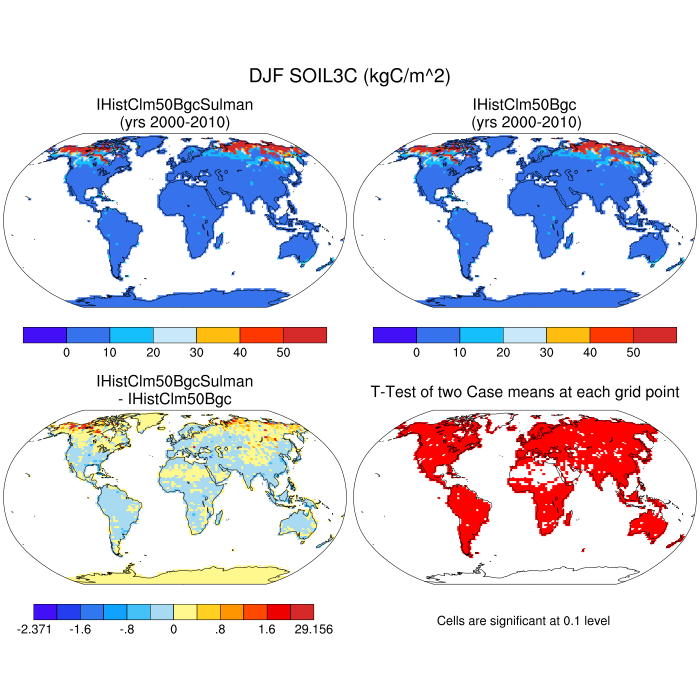 DJF SOIL3C (kgC/m^2)
IHistClm50BgcSulman
(yrs 2000-2010)
IHistClm50Bgc
(yrs 2000-2010)
0 10 20 30 40 50
0 10 20 30 40 50
IHistClm50BgcSulman
- IHistClm50Bgc
T-Test of two Case means at each grid point
-2.371 -1.6 -.8 0 .8 1.6 29.156
Cells are significant at 0.1 level